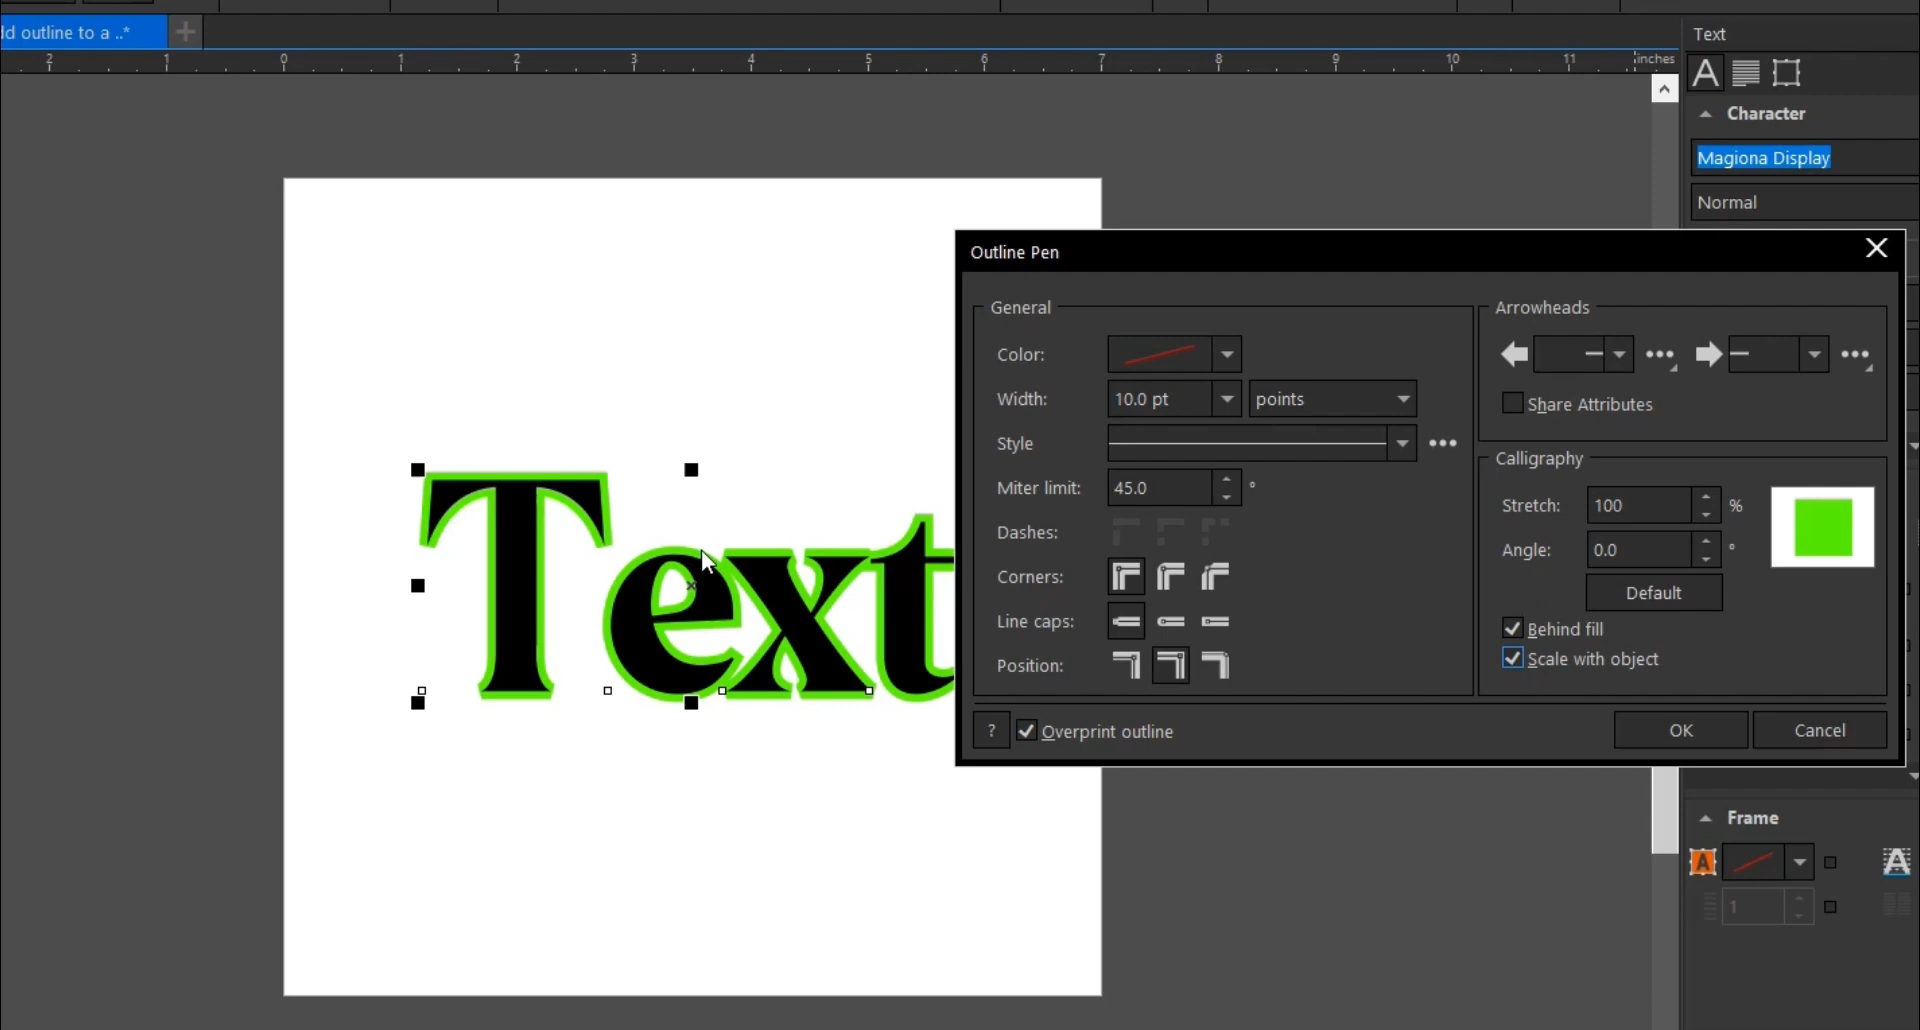 dd outline to a ..*
2 1 0 1 2 3 4 5 6 7 8 9 10 11 inches
Text
A
Character
Magiona Display
Normal
Outline Pen
General
Color:
Width: 10.0 pt points
Style
Miter limit: 45.0 °
Dashes:
Corners:
Line caps:
Position:
Arrowheads
Share Attributes
Calligraphy
Stretch: 100 %
Angle: 0.0 °
Default
Behind fill
Scale with object
? Overprint outline
OK Cancel
Text
Frame
A A
1